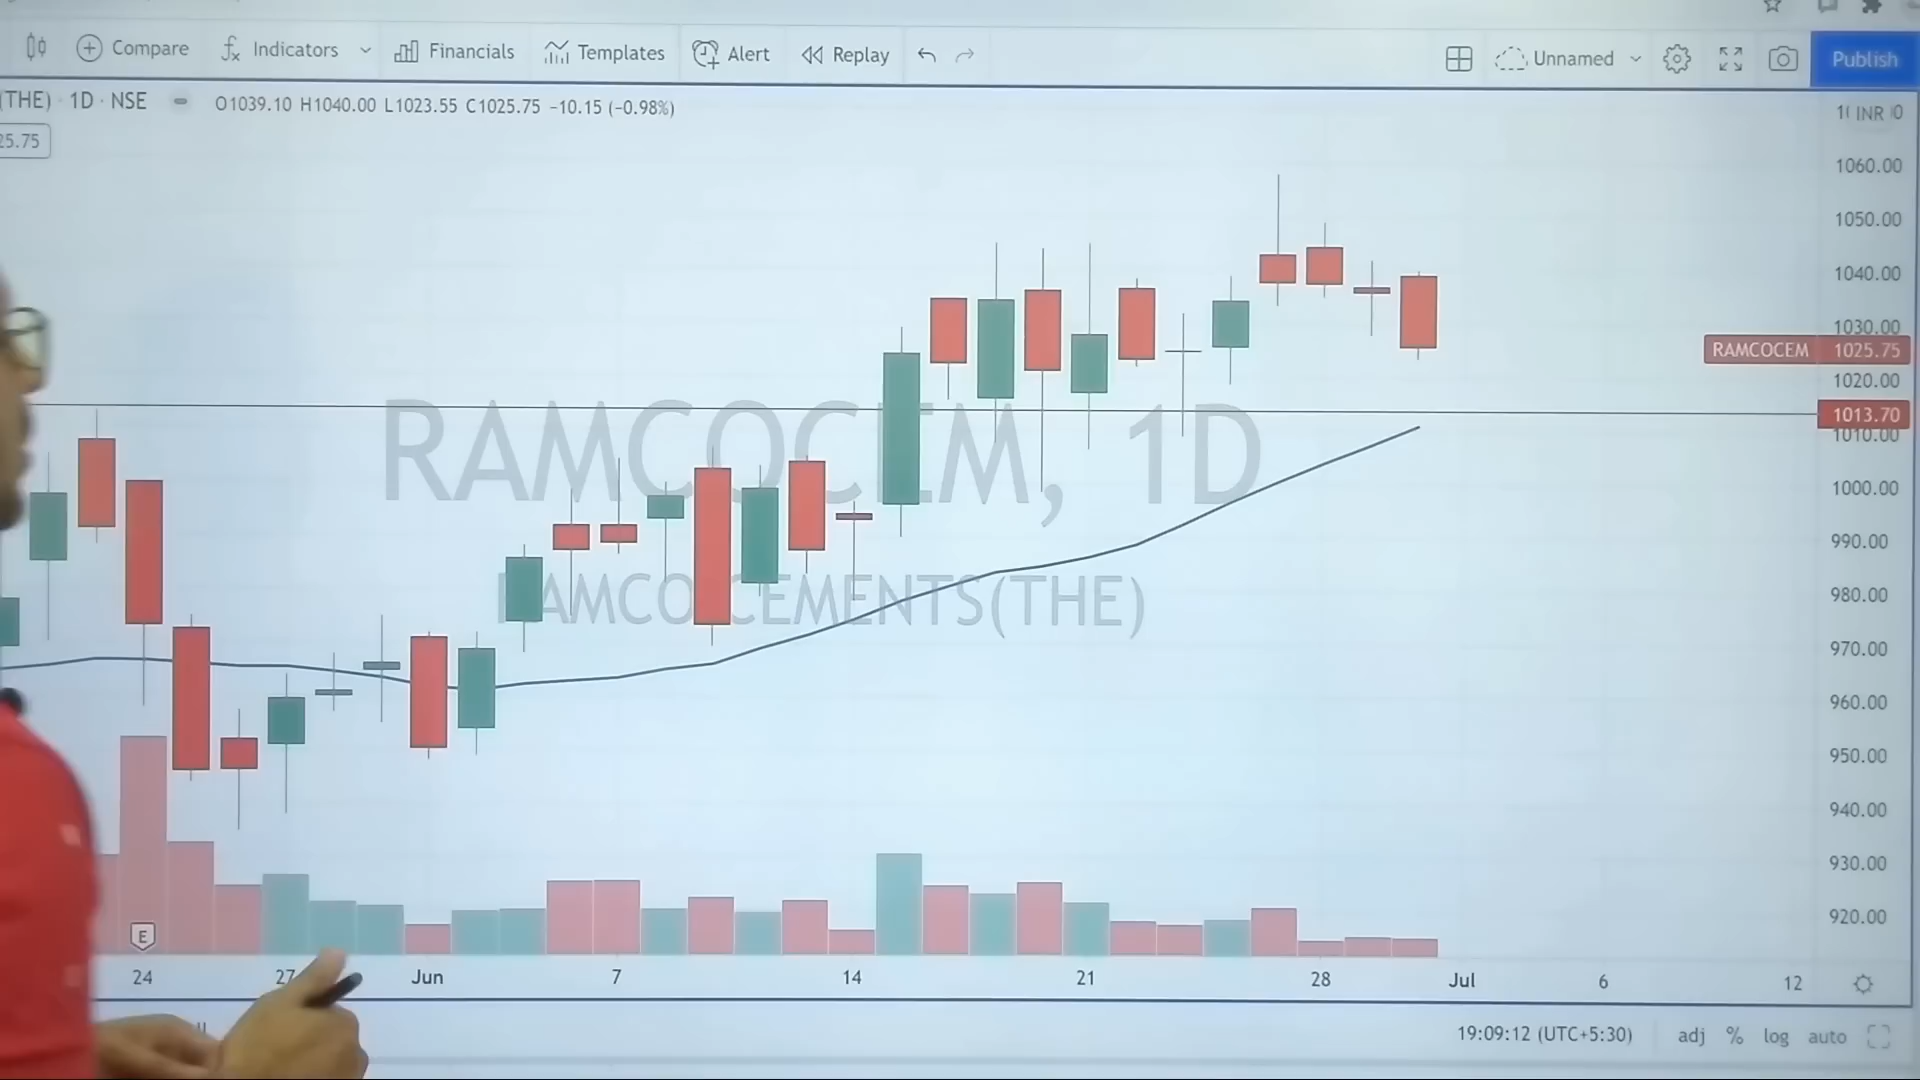 Compare Indicators Financials Templates Alert Replay Unnamed Publish
(THE) · 1D · NSE O1039.10 H1040.00 L1023.55 C1025.75 −10.15 (−0.98%)
INR
25.75
1060.00
1050.00
1040.00
1030.00
RAMCOCEM 1025.75
1020.00
1013.70
1010.00
RAMCOCEM, 1D
1000.00
990.00
RAMCO CEMENTS(THE)
980.00
970.00
960.00
950.00
940.00
930.00
920.00
E
24 27 Jun 7 14 21 28 Jul 6 12
19:09:12 (UTC+5:30) adj % log auto